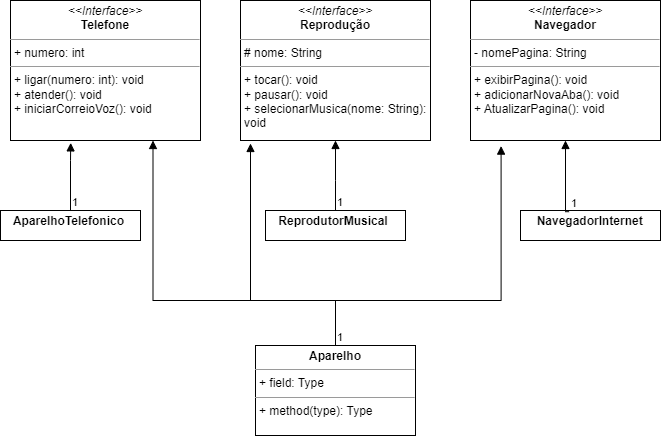 <<Interface>>
Telefone
+ numero: int
+ ligar(numero: int): void
+ atender(): void
+ iniciarCorreioVoz(): void
<<Interface>>
Reprodução
# nome: String
+ tocar(): void
+ pausar(): void
+ selecionarMusica(nome: String):
void
<<Interface>>
Navegador
- nomePagina: String
+ exibirPagina(): void
+ adicionarNovaAba(): void
+ AtualizarPagina(): void
1
AparelhoTelefonico
1
ReprodutorMusical
1
NavegadorInternet
1
Aparelho
+ field: Type
+ method(type): Type